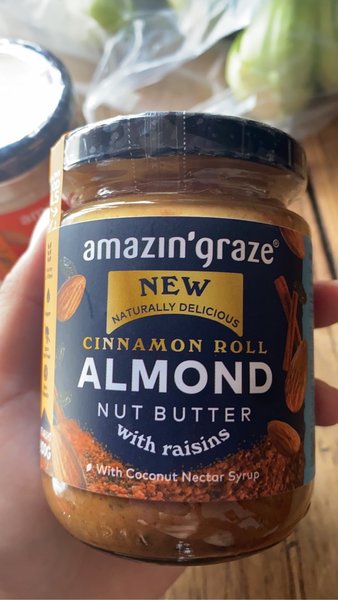 amazin'graze®
NEW
NATURALLY DELICIOUS
CINNAMON ROLL
ALMOND
NUT BUTTER
with raisins
With Coconut Nectar Syrup